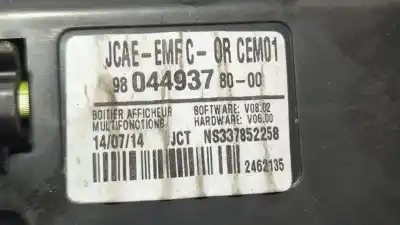 JCAE-EMFC-OR CEM01
98 044937 80-00
BOITIER AFFICHEUR SOFTWARE: V08.02
MULTIFONCTIONS HARDWARE: V06.00
14/07/14 JCT NS337852258
2462135